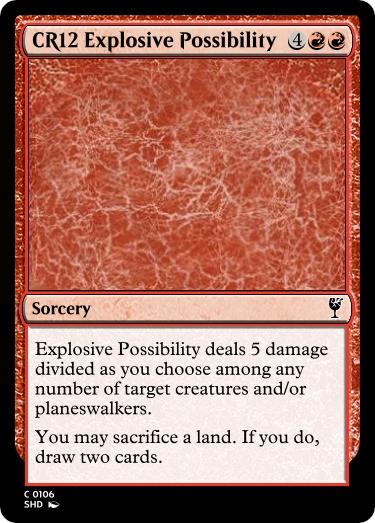 CR12 Explosive Possibility 4
Sorcery
Explosive Possibility deals 5 damage
divided as you choose among any
number of target creatures and/or
planeswalkers.
You may sacrifice a land. If you do,
draw two cards.
C 0106
SHD